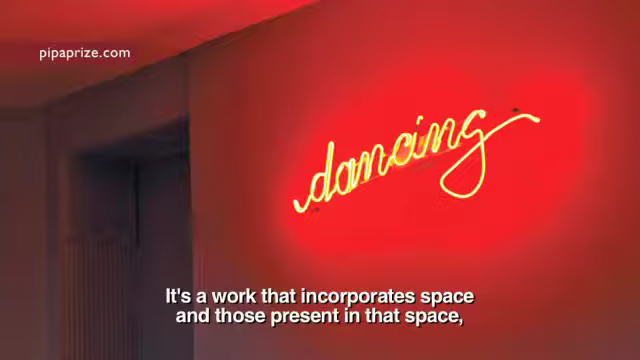 pipaprize.com
dancing
It's a work that incorporates space
and those present in that space,